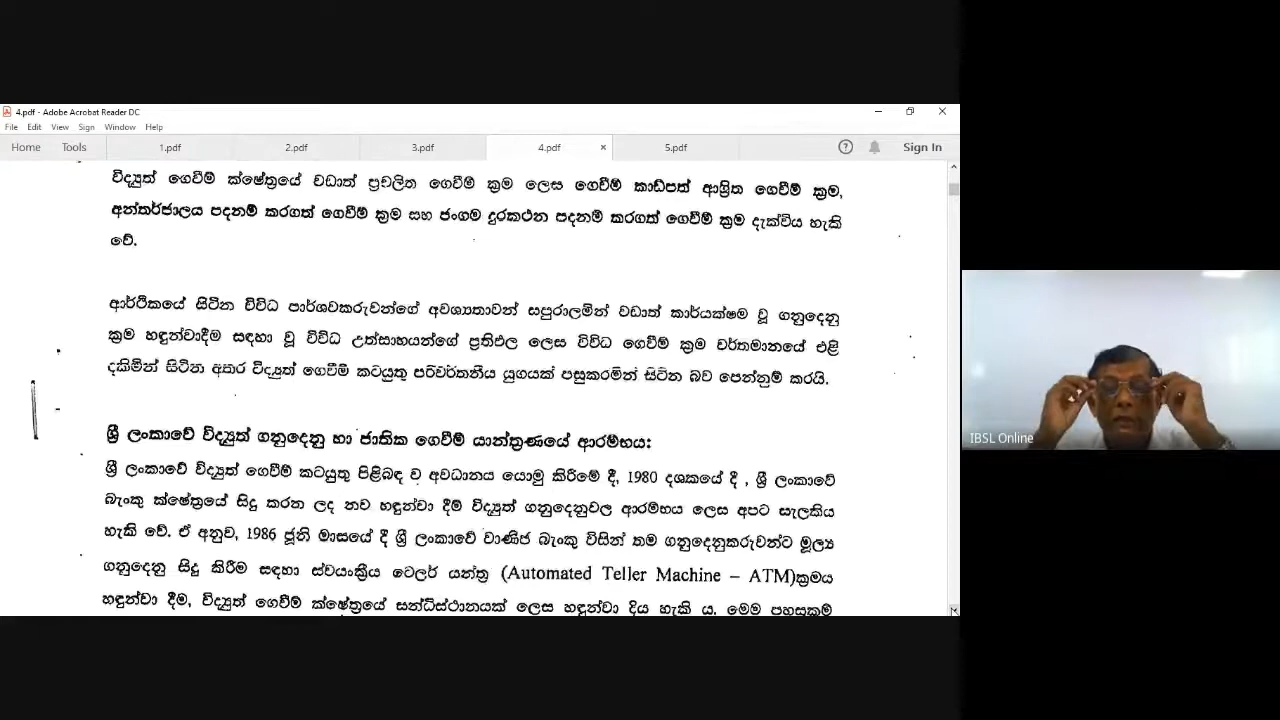 4.pdf - Adobe Acrobat Reader DC
File Edit View Sign Window Help
Home Tools 1.pdf 2.pdf 3.pdf 4.pdf × 5.pdf Sign In
විද්‍යුත් ගෙවීම් ක්ෂේත්‍රයේ වඩාත් ප්‍රචලිත ගෙවීම් ක්‍රම ලෙස ගෙවීම් කාඩ්පත් ආශ්‍රිත ගෙවීම් ක්‍රම,
අන්තර්ජාලය පදනම් කරගත් ගෙවීම් ක්‍රම සහ ජංගම දුරකථන පදනම් කරගත් ගෙවීම් ක්‍රම දැක්විය හැකි
වේ.
ආර්ථිකයේ සිටින විවිධ පාර්ශවකරුවන්ගේ අවශ්‍යතාවන් සපුරාලමින් වඩාත් කාර්යක්ෂම වූ ගනුදෙනු
ක්‍රම හඳුන්වාදීම සඳහා වූ විවිධ උත්සාහයන්ගේ ප්‍රතිඵල ලෙස විවිධ ගෙවීම් ක්‍රම වර්තමානයේ එළි
දකිමින් සිටින අතර විද්‍යුත් ගෙවීම් කටයුතු පරිවර්තනීය යුගයක් පසුකරමින් සිටින බව පෙන්නුම් කරයි.
ශ්‍රී ලංකාවේ විද්‍යුත් ගනුදෙනු හා ජාතික ගෙවීම් යාන්ත්‍රණයේ ආරම්භය:
ශ්‍රී ලංකාවේ විද්‍යුත් ගෙවීම් කටයුතු පිළිබඳ ව අවධානය යොමු කිරීමේ දී, 1980 දශකයේ දී , ශ්‍රී ලංකාවේ
බැංකු ක්ෂේත්‍රයේ සිදු කරන ලද නව හඳුන්වා දීම් විද්‍යුත් ගනුදෙනුවල ආරම්භය ලෙස අපට සැලකිය
හැකි වේ. ඒ අනුව, 1986 ජූනි මාසයේ දී ශ්‍රී ලංකාවේ වාණිජ බැංකු විසින් තම ගනුදෙනුකරුවන්ට මූල්‍ය
ගනුදෙනු සිදු කිරීම සඳහා ස්වයංක්‍රීය ටෙලර් යන්ත්‍ර (Automated Teller Machine – ATM)ක්‍රමය
හඳුන්වා දීම, විද්‍යුත් ගෙවීම් ක්ෂේත්‍රයේ සන්ධිස්ථානයක් ලෙස හඳුන්වා දිය හැකි ය. මෙම පහසුකම්
IBSL Online